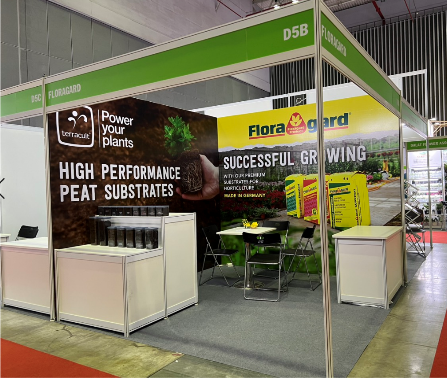 D5B
D5C FLORAGARD
FLORAGARD
terracult
Power
your
plants
HIGH PERFORMANCE
PEAT SUBSTRATES
Floragard
SUCCESSFUL GROWING
WITH OUR PREMIUM
SUBSTRATES FOR
HORTICULTURE
MADE IN GERMANY